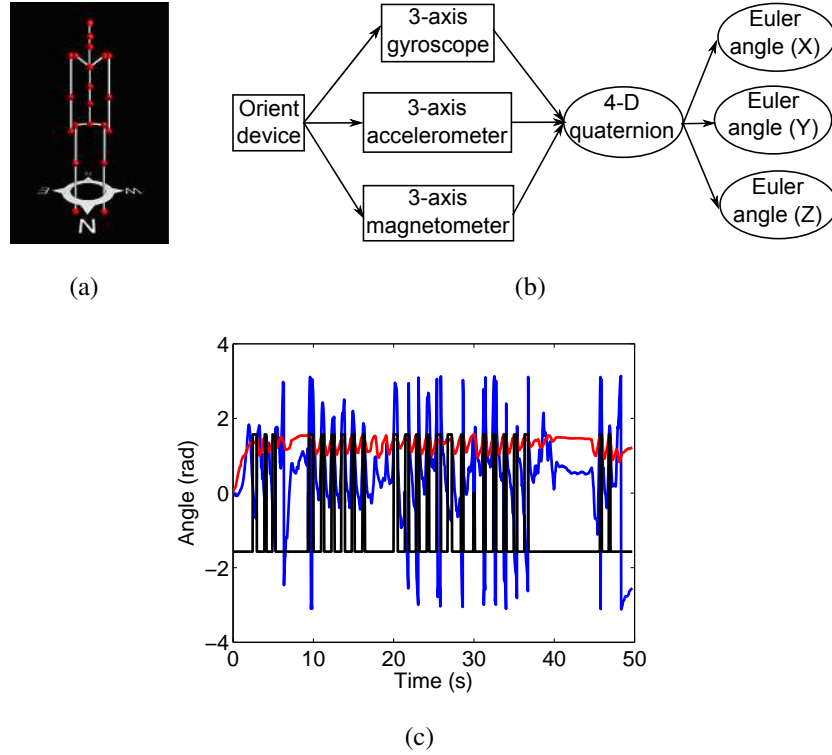 N
(a)
Orient
device
3-axis
gyroscope
3-axis
accelerometer
3-axis
magnetometer
4-D
quaternion
Euler
angle (X)
Euler
angle (Y)
Euler
angle (Z)
(b)
Angle (rad)
4
2
0
−2
−4
0 10 20 30 40 50
Time (s)
(c)